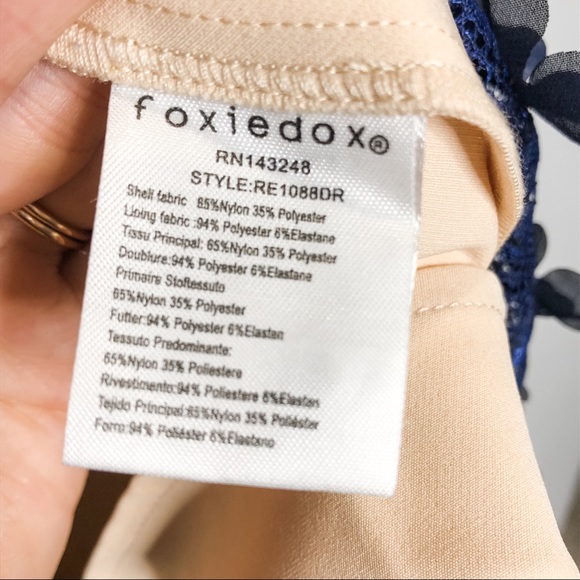 foxiedox®
RN143248
STYLE:RE1088DR
Shell fabric 65%Nylon 35% Polyester
Lining fabric :94% Polyester 6%Elastane
Tissu Principal: 65%Nylon 35% Polyester
Doublure:94% Polyester 6%Elastane
Primaire Stoffestuto
65%Nylon 35% Polyester
Futter:94% Polyester 6%Elastan
Tessuto Predominante:
65%Nylon 35% Poliestere
Rivestimento:94% Poliestere 6%Elastan
Tejido Principal:65%Nylon 35% Poliéster
Forro:94% Poliéster 6%Elastano